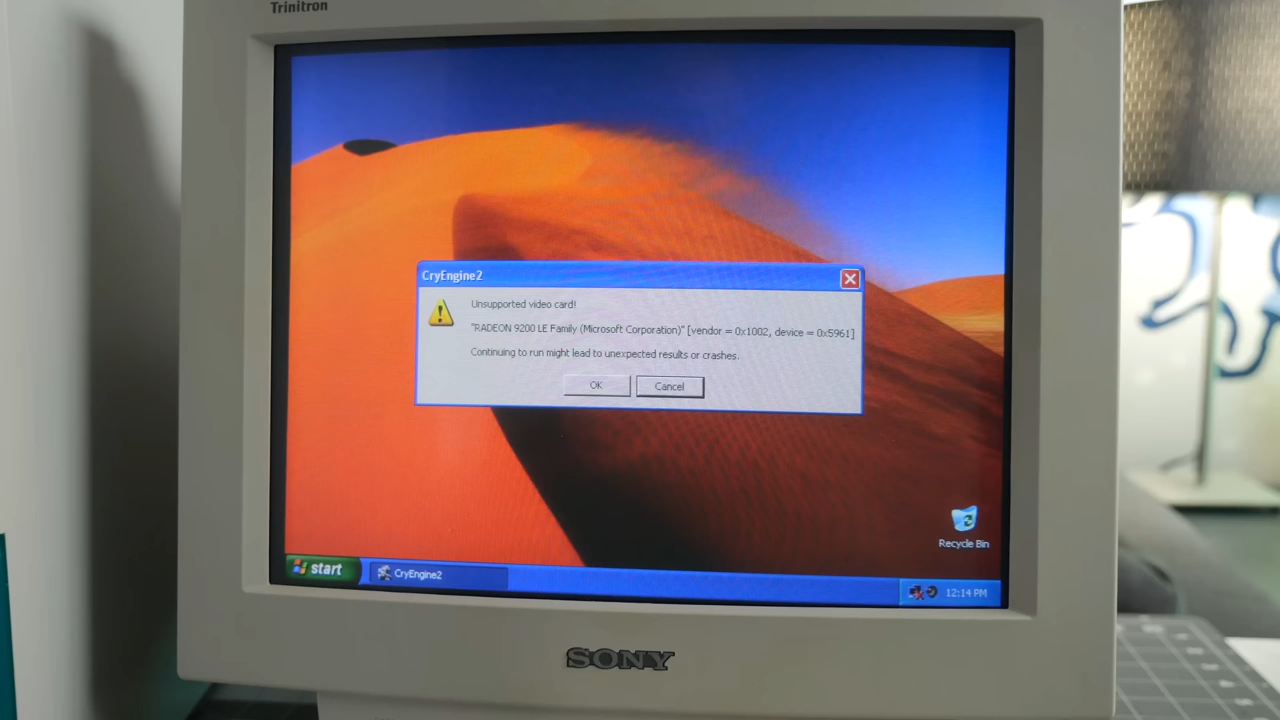 Trinitron
CryEngine2
Unsupported video card!
"RADEON 9200 LE Family (Microsoft Corporation)" [vendor = 0x1002, device = 0x5961]
Continuing to run might lead to unexpected results or crashes.
OK
Cancel
Recycle Bin
start
CryEngine2
12:14 PM
SONY